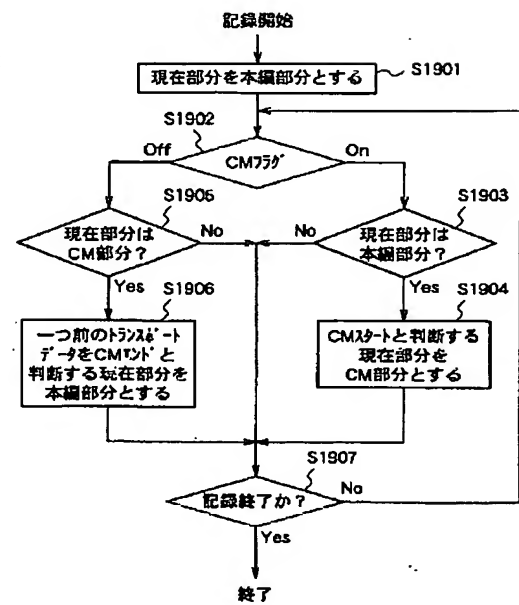 記録開始
現在部分を本編部分とする
S1901
S1902
Off
CMフラグ
On
S1905
現在部分は
CM部分?
No
Yes
S1903
No
現在部分は
本編部分?
Yes
S1906
一つ前のトランスポート
データをCMエンドと
判断する現在部分を
本編部分とする
S1904
CMスタートと判断する
現在部分を
CM部分とする
S1907
記録終了か?
No
Yes
終了